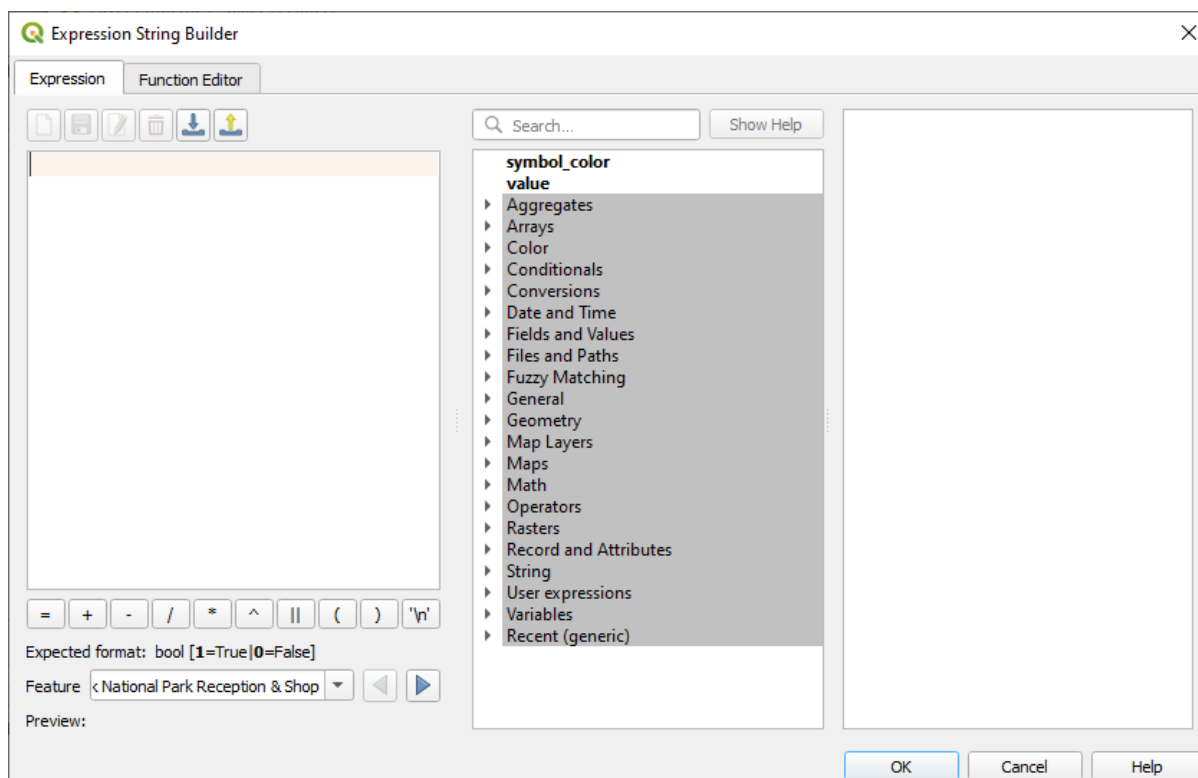 Expression String Builder
Expression
Function Editor
Search...
Show Help
symbol_color
value
Aggregates
Arrays
Color
Conditionals
Conversions
Date and Time
Fields and Values
Files and Paths
Fuzzy Matching
General
Geometry
Map Layers
Maps
Math
Operators
Rasters
Record and Attributes
String
User expressions
Variables
Recent (generic)
= + - / * ^ || ( ) '\n'
Expected format: bool [1=True|0=False]
Feature National Park Reception & Shop
Preview:
OK Cancel Help